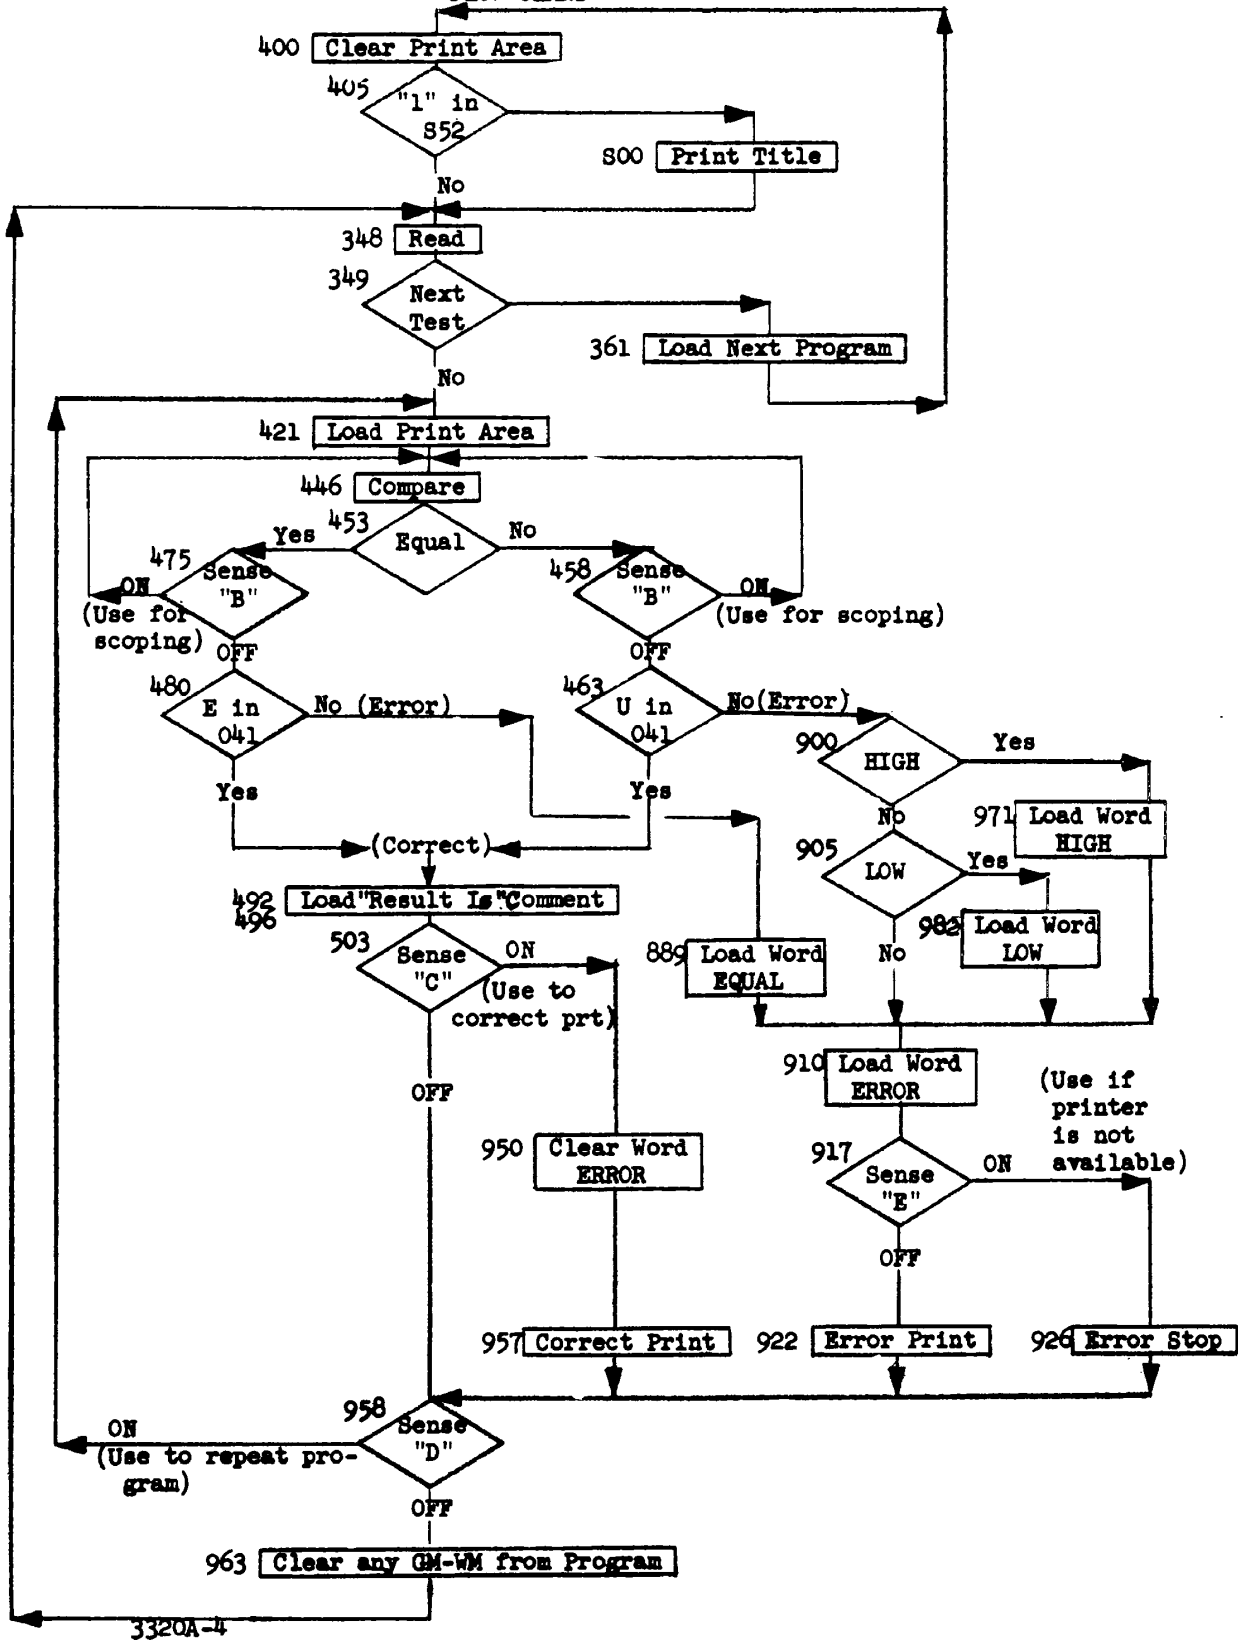 400 Clear Print Area
405
"1" in
S52
S00 Print Title
No
348 Read
349
Next
Test
361 Load Next Program
No
421 Load Print Area
446 Compare
453
Equal
Yes
No
475
Sense
"B"
458
Sense
"B"
ON
(Use for
scoping)
ON
(Use for scoping)
OFF
OFF
480
E in
041
No (Error)
463
U in
041
No(Error)
900
HIGH
Yes
Yes
Yes
No
971 Load Word
HIGH
(Correct)
905
LOW
Yes
492
496
Load"Result Is"Comment
982 Load Word
LOW
503
Sense
"C"
ON
(Use to
correct prt)
889 Load Word
EQUAL
No
OFF
910 Load Word
ERROR
(Use if
printer
is not
available)
950 Clear Word
ERROR
917
Sense
"E"
ON
OFF
957 Correct Print
922 Error Print
926 Error Stop
958
Sense
"D"
ON
(Use to repeat pro-
gram)
OFF
963 Clear any GM-WM from Program
3320A-4